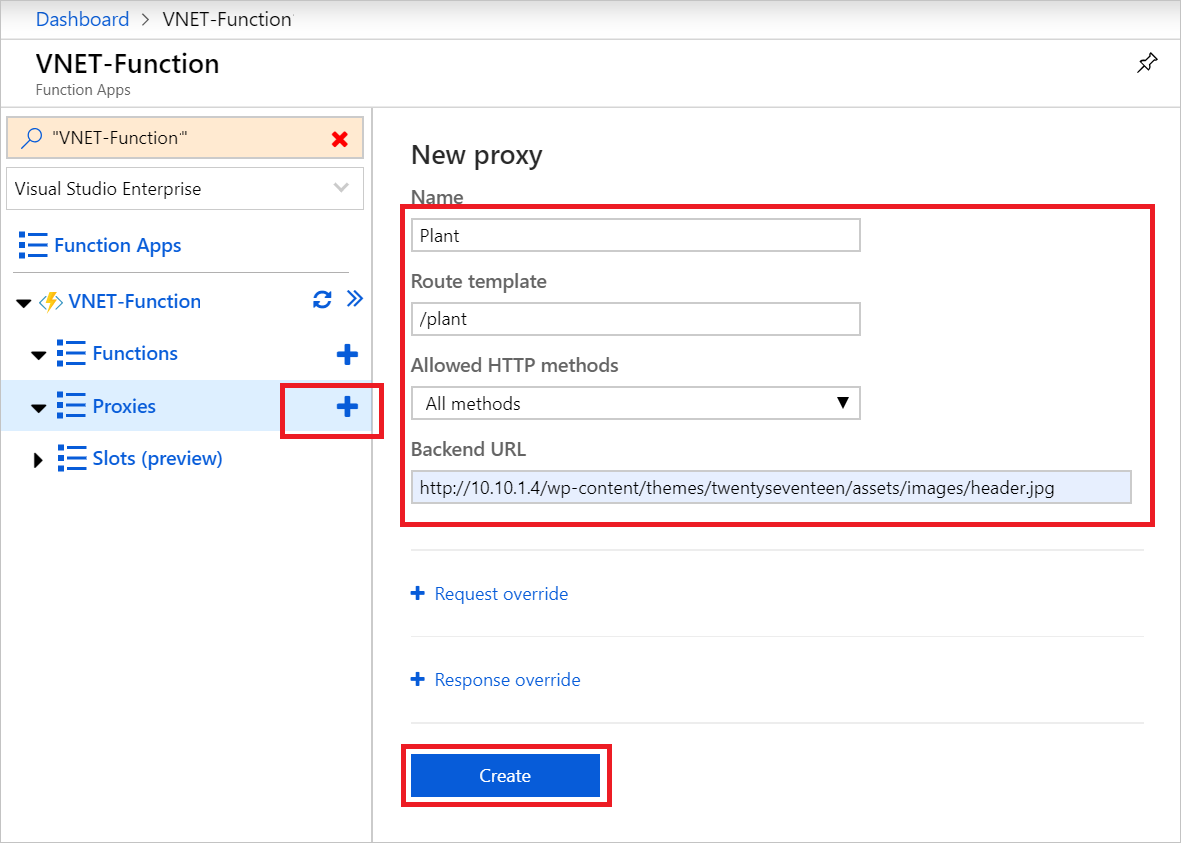 Dashboard > VNET-Function
VNET-Function
Function Apps
"VNET-Function"
Visual Studio Enterprise
Function Apps
VNET-Function
Functions
Proxies
Slots (preview)
New proxy
Name
Plant
Route template
/plant
Allowed HTTP methods
All methods
Backend URL
http://10.10.1.4/wp-content/themes/twentyseventeen/assets/images/header.jpg
Request override
Response override
Create